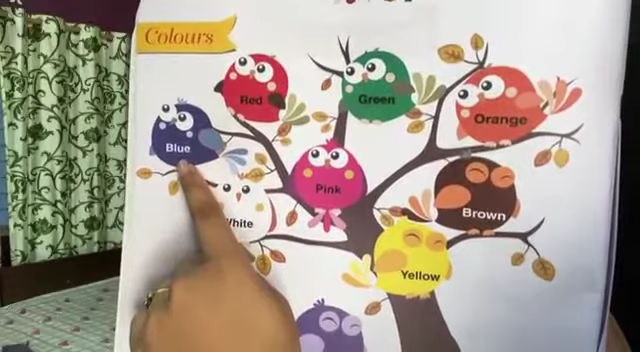 Colours
Red
Green
Orange
Blue
Pink
White
Brown
Yellow